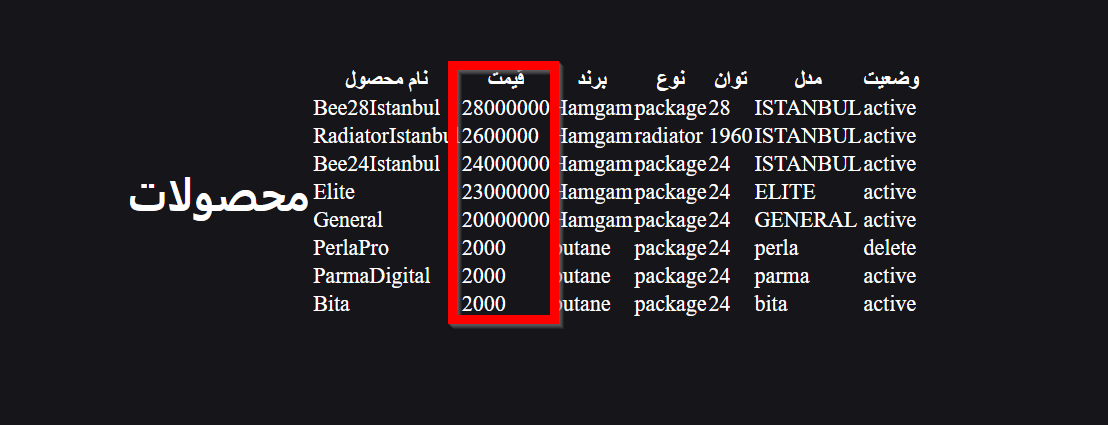 نام محصول قیمت برند نوع توان مدل وضعیت
Bee28Istanbul 28000000 Hamgam package 28 ISTANBUL active
RadiatorIstanbul 2600000 Hamgam radiator 1960 ISTANBUL active
Bee24Istanbul 24000000 Hamgam package 24 ISTANBUL active
محصولات
Elite 23000000 Hamgam package 24 ELITE active
General 20000000 Hamgam package 24 GENERAL active
PerlaPro 2000 butane package 24 perla delete
ParmaDigital 2000 butane package 24 parma active
Bita 2000 butane package 24 bita active